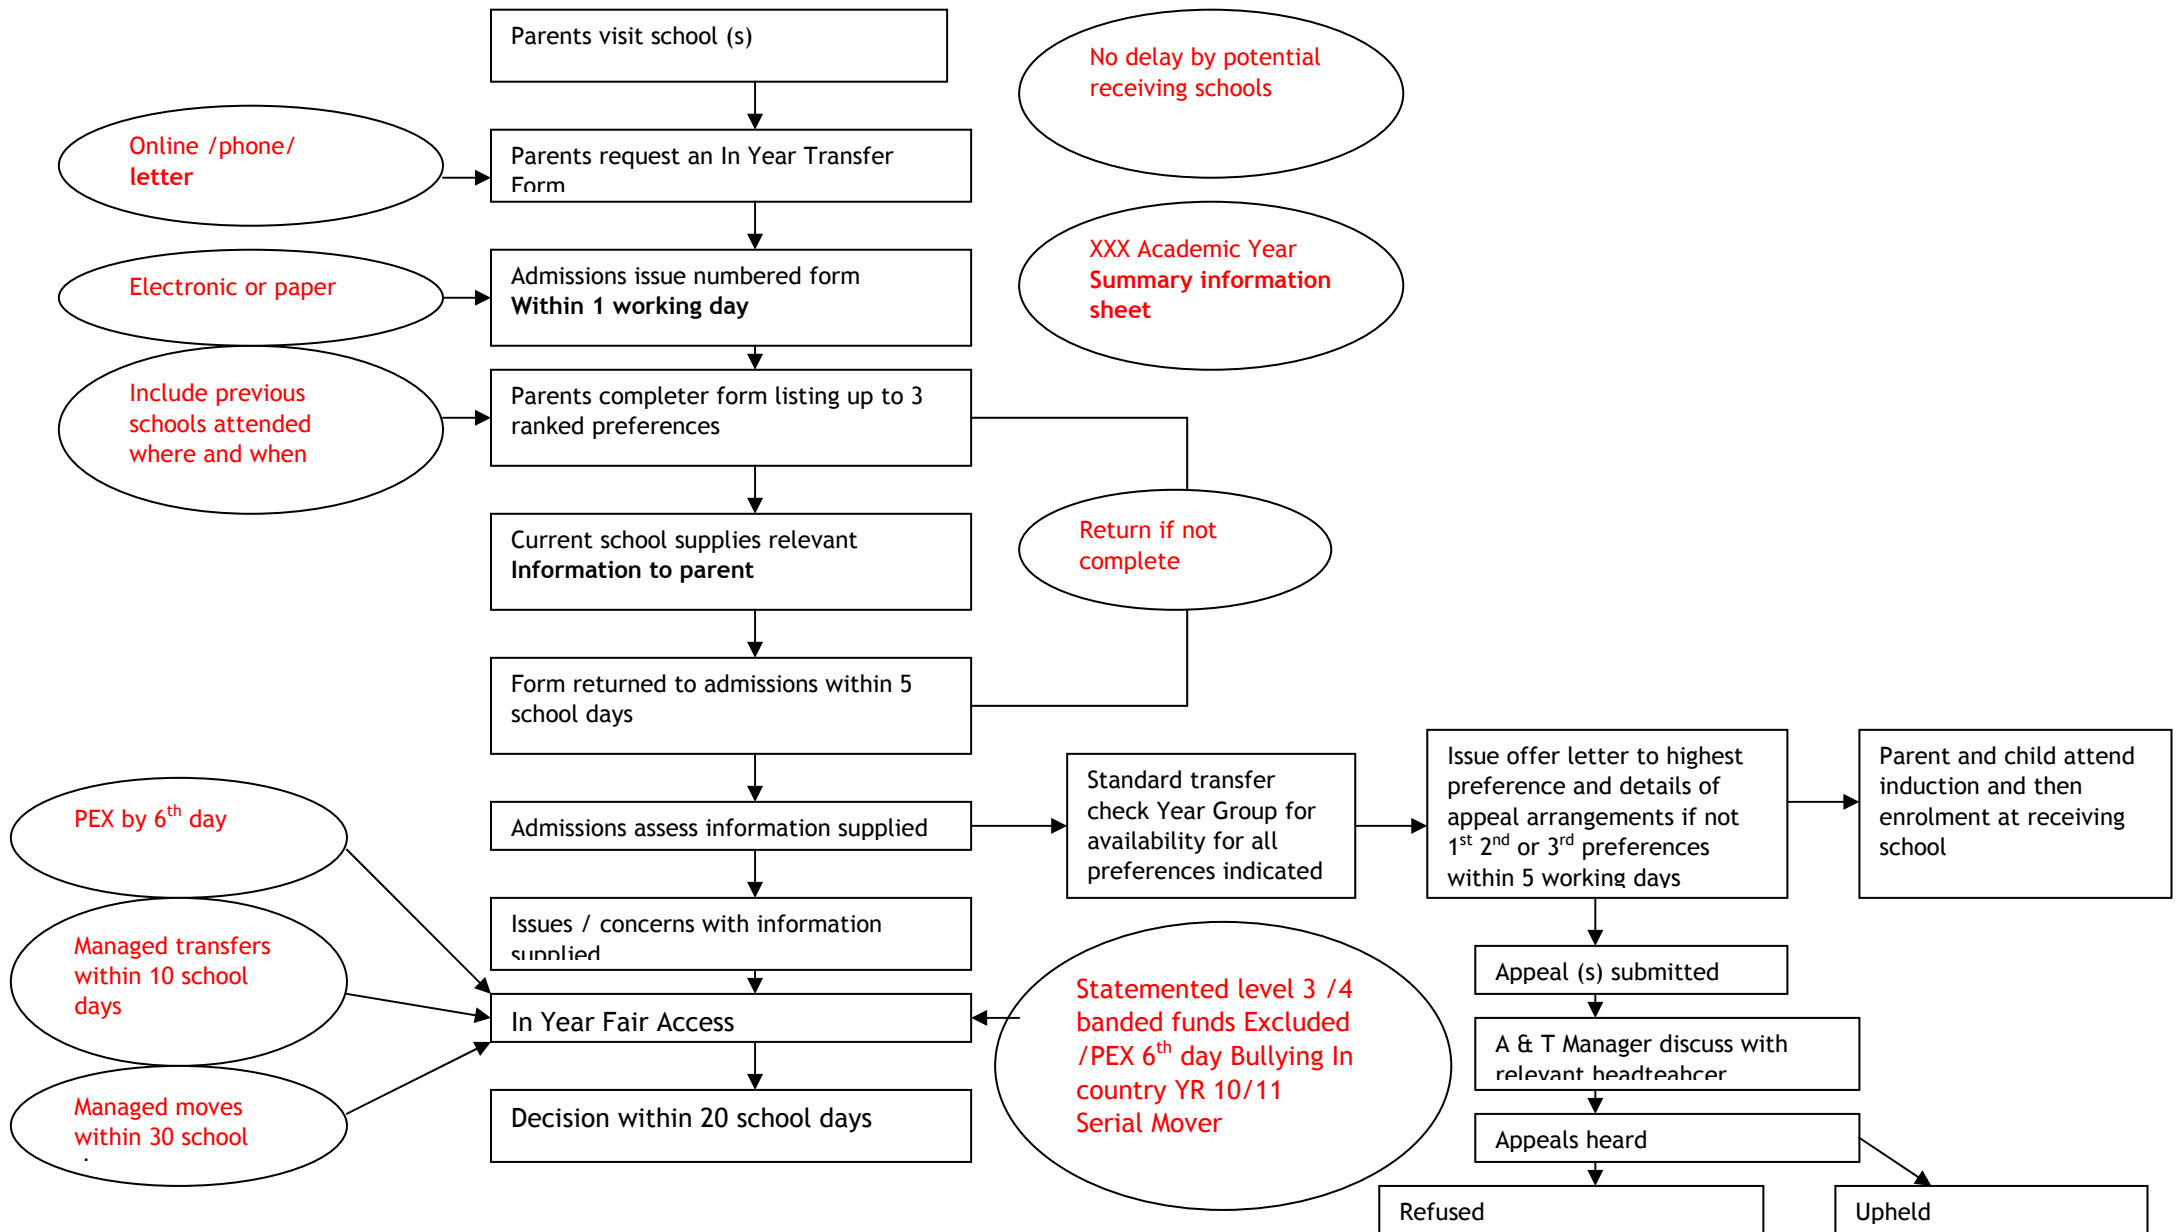 Parents visit school (s)
No delay by potential
receiving schools
Online /phone/
letter
Parents request an In Year Transfer
Form
Electronic or paper
Admissions issue numbered form
Within 1 working day
XXX Academic Year
Summary information
sheet
Include previous
schools attended
where and when
Parents completer form listing up to 3
ranked preferences
Current school supplies relevant
Information to parent
Return if not
complete
Form returned to admissions within 5
school days
Admissions assess information supplied
Standard transfer
check Year Group for
availability for all
preferences indicated
Issue offer letter to highest
preference and details of
appeal arrangements if not
1st 2nd or 3rd preferences
within 5 working days
Parent and child attend
induction and then
enrolment at receiving
school
PEX by 6th day
Issues / concerns with information
supplied
Managed transfers
within 10 school
days
In Year Fair Access
Statemented level 3 /4
banded funds Excluded
/PEX 6th day Bullying In
country YR 10/11
Serial Mover
Appeal (s) submitted
A & T Manager discuss with
relevant headteahcer
Managed moves
within 30 school
Decision within 20 school days
Appeals heard
Refused
Upheld